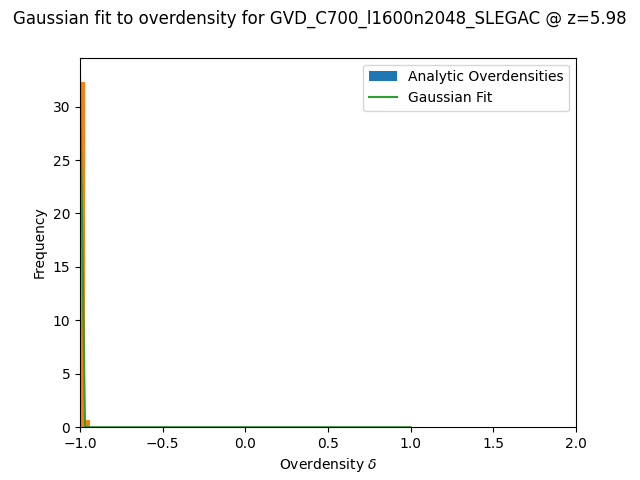 Gaussian fit to overdensity for GVD_C700_l1600n2048_SLEGAC @ z=5.98
Analytic Overdensities
Gaussian Fit
Frequency
30
25
20
15
10
5
0
−1.0 −0.5 0.0 0.5 1.0 1.5 2.0
Overdensity δ